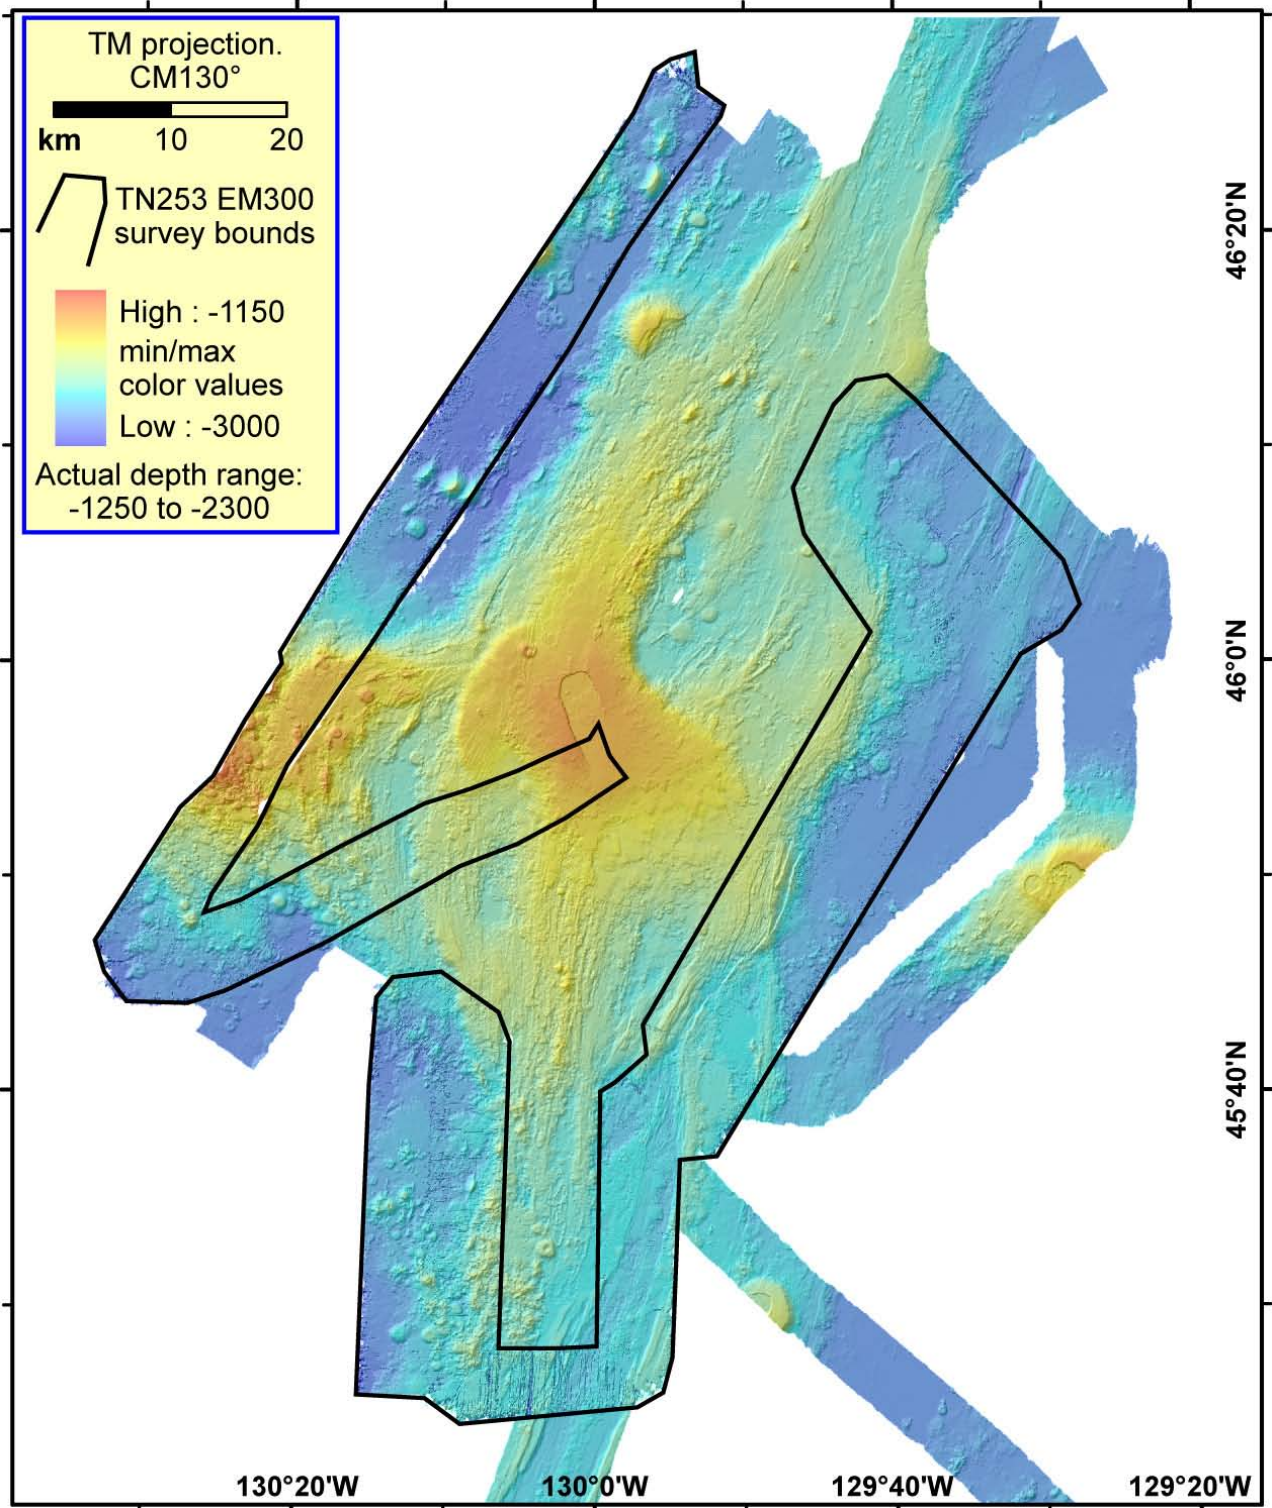 TM projection.
CM130°
km 10 20
TN253 EM300
survey bounds
High : -1150
min/max
color values
Low : -3000
Actual depth range:
-1250 to -2300
46°20'N
46°0'N
45°40'N
130°20'W 130°0'W 129°40'W 129°20'W